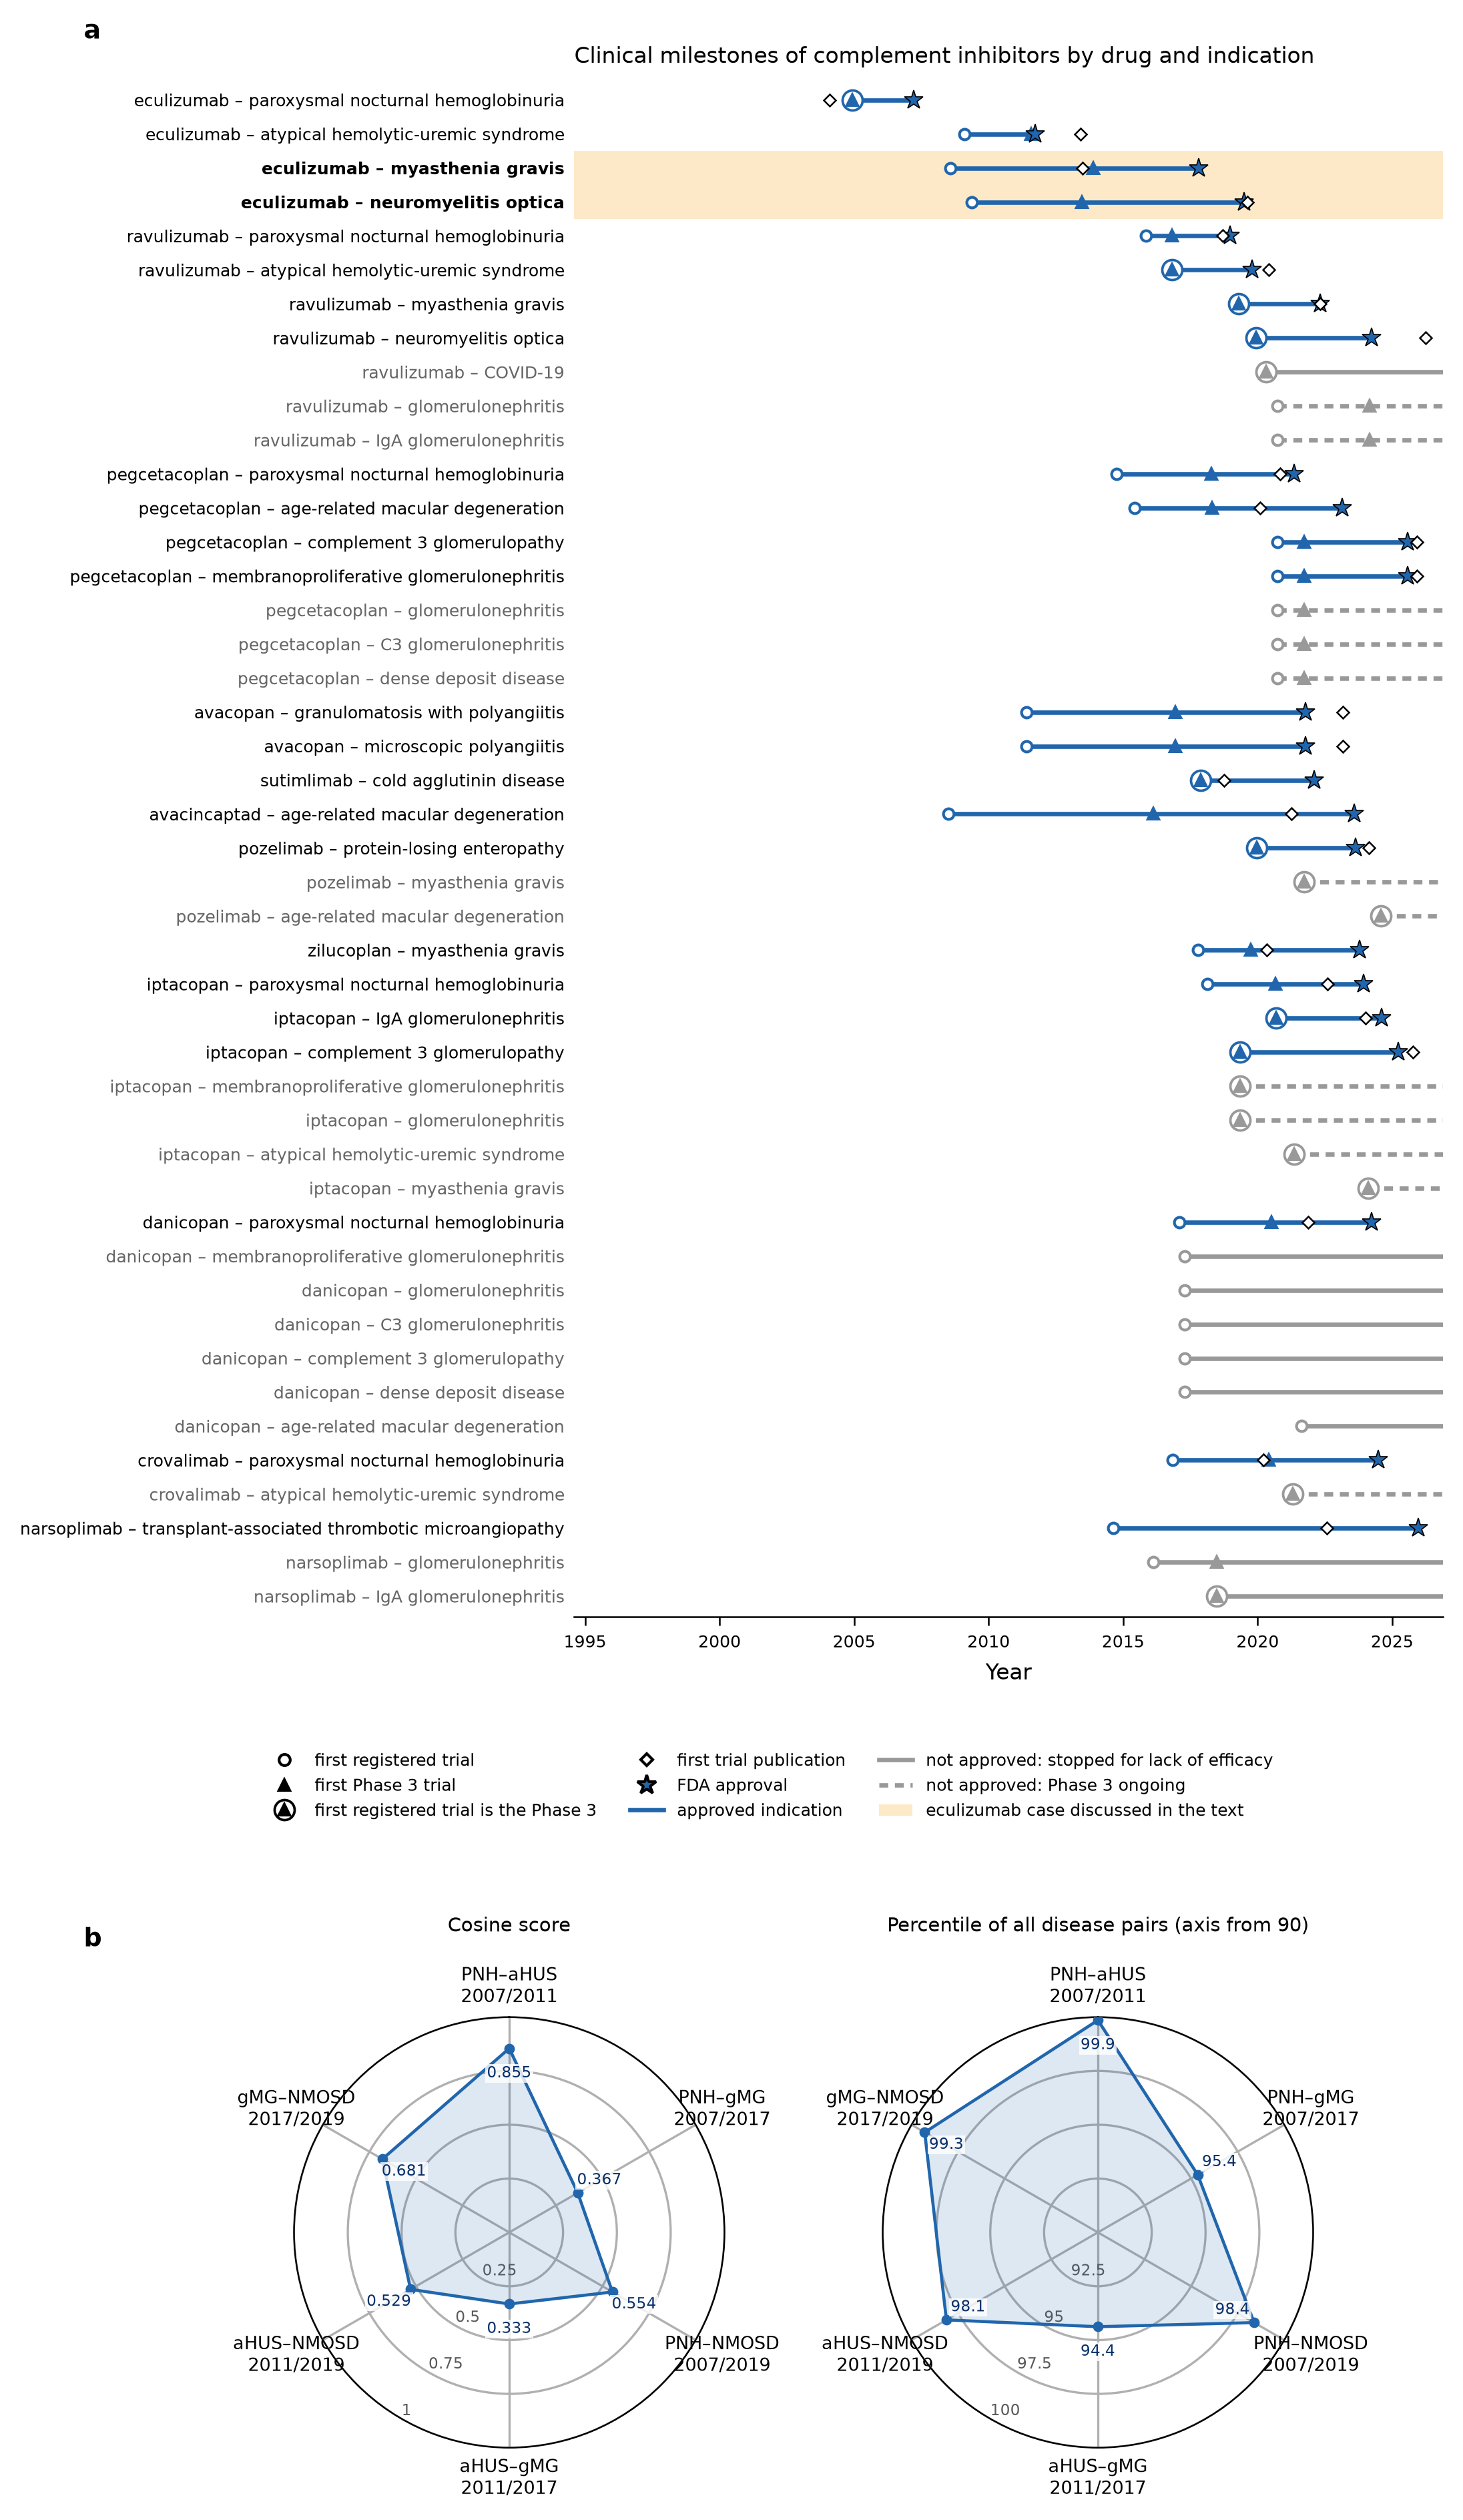 a
Clinical milestones of complement inhibitors by drug and indication
eculizumab – paroxysmal nocturnal hemoglobinuria
eculizumab – atypical hemolytic-uremic syndrome
eculizumab – myasthenia gravis
eculizumab – neuromyelitis optica
ravulizumab – paroxysmal nocturnal hemoglobinuria
ravulizumab – atypical hemolytic-uremic syndrome
ravulizumab – myasthenia gravis
ravulizumab – neuromyelitis optica
ravulizumab – COVID-19
ravulizumab – glomerulonephritis
ravulizumab – IgA glomerulonephritis
pegcetacoplan – paroxysmal nocturnal hemoglobinuria
pegcetacoplan – age-related macular degeneration
pegcetacoplan – complement 3 glomerulopathy
pegcetacoplan – membranoproliferative glomerulonephritis
pegcetacoplan – glomerulonephritis
pegcetacoplan – C3 glomerulonephritis
pegcetacoplan – dense deposit disease
avacopan – granulomatosis with polyangiitis
avacopan – microscopic polyangiitis
sutimlimab – cold agglutinin disease
avacincaptad – age-related macular degeneration
pozelimab – protein-losing enteropathy
pozelimab – myasthenia gravis
pozelimab – age-related macular degeneration
zilucoplan – myasthenia gravis
iptacopan – paroxysmal nocturnal hemoglobinuria
iptacopan – IgA glomerulonephritis
iptacopan – complement 3 glomerulopathy
iptacopan – membranoproliferative glomerulonephritis
iptacopan – glomerulonephritis
iptacopan – atypical hemolytic-uremic syndrome
iptacopan – myasthenia gravis
danicopan – paroxysmal nocturnal hemoglobinuria
danicopan – membranoproliferative glomerulonephritis
danicopan – glomerulonephritis
danicopan – C3 glomerulonephritis
danicopan – complement 3 glomerulopathy
danicopan – dense deposit disease
danicopan – age-related macular degeneration
crovalimab – paroxysmal nocturnal hemoglobinuria
crovalimab – atypical hemolytic-uremic syndrome
narsoplimab – transplant-associated thrombotic microangiopathy
narsoplimab – glomerulonephritis
narsoplimab – IgA glomerulonephritis
1995 2000 2005 2010 2015 2020 2025
Year
first registered trial
first Phase 3 trial
first registered trial is the Phase 3
first trial publication
FDA approval
approved indication
not approved: stopped for lack of efficacy
not approved: Phase 3 ongoing
eculizumab case discussed in the text
b
Cosine score
PNH–aHUS
2007/2011
PNH–gMG
2007/2017
PNH–NMOSD
2007/2019
aHUS–gMG
2011/2017
aHUS–NMOSD
2011/2019
gMG–NMOSD
2017/2019
0.855
0.367
0.554
0.333
0.529
0.681
0.25
0.5
0.75
1
Percentile of all disease pairs (axis from 90)
PNH–aHUS
2007/2011
PNH–gMG
2007/2017
PNH–NMOSD
2007/2019
aHUS–gMG
2011/2017
aHUS–NMOSD
2011/2019
gMG–NMOSD
2017/2019
99.9
95.4
98.4
94.4
98.1
99.3
92.5
95
97.5
100